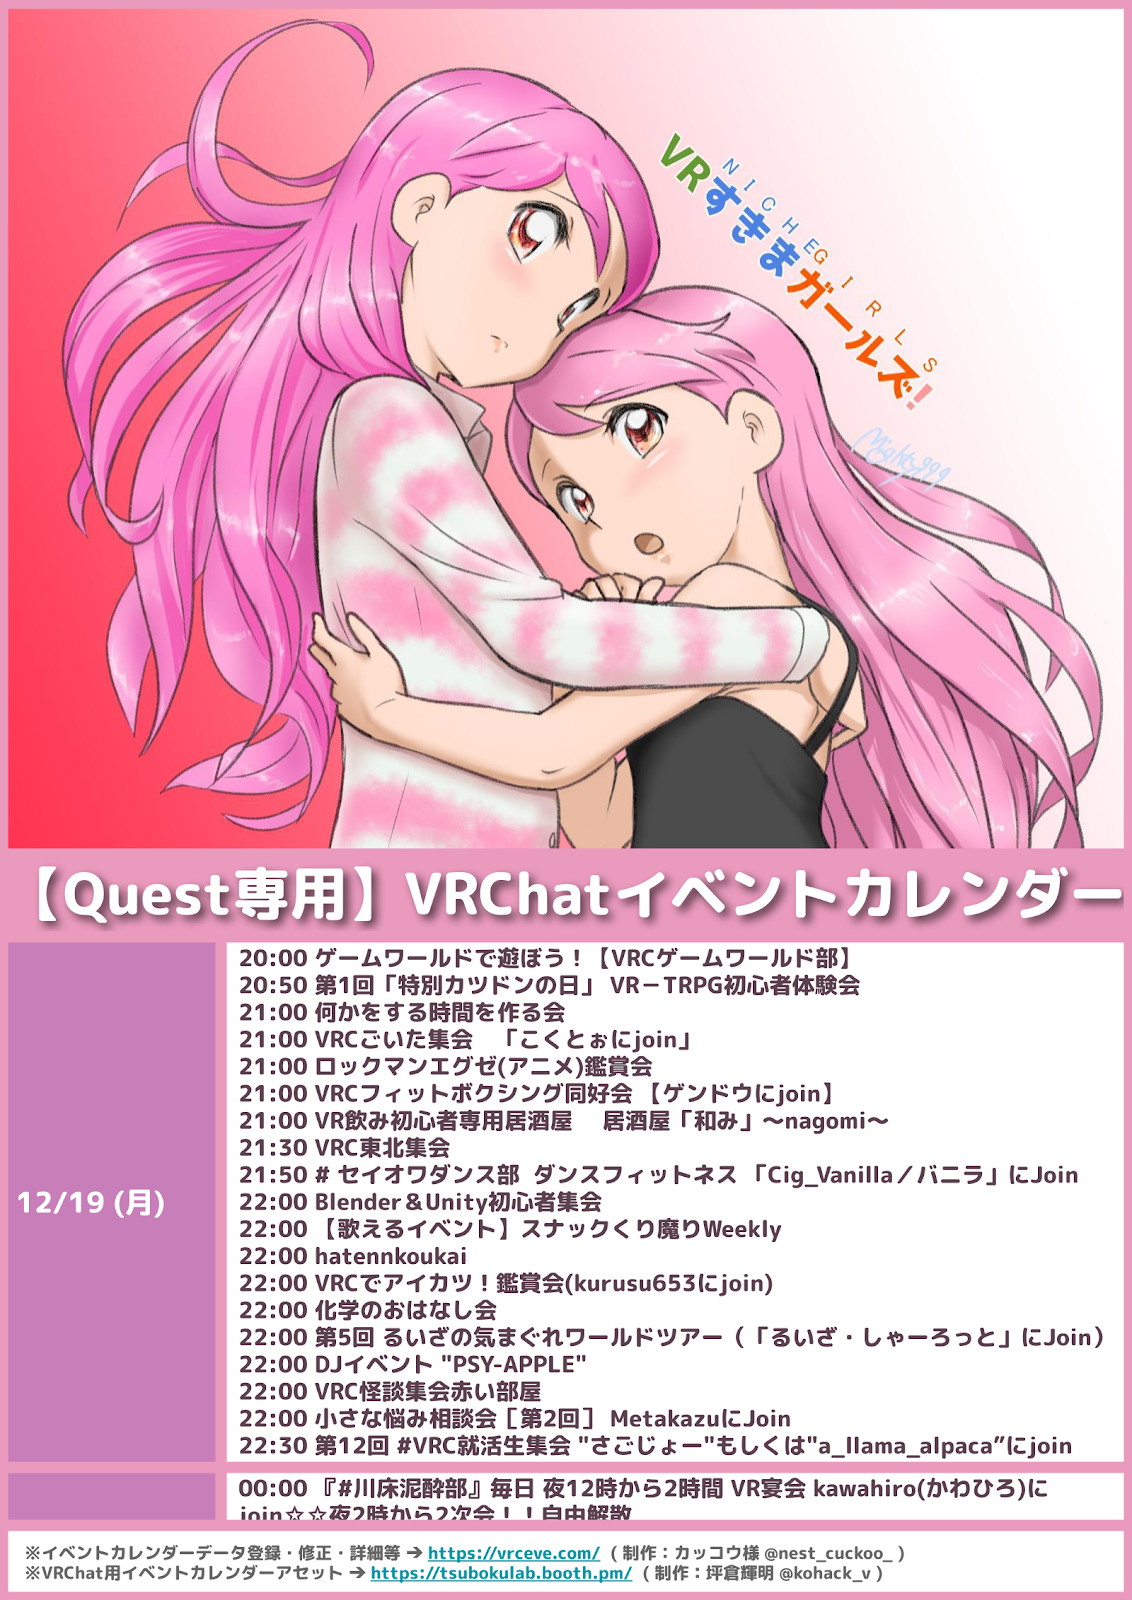 NICHE GIRLS
VRすきまガールズ!
Mighty999
【Quest専用】VRChatイベントカレンダー
12/19 (月)
20:00 ゲームワールドで遊ぼう！【VRCゲームワールド部】
20:50 第1回「特別カツドンの日」 VR－TRPG初心者体験会
21:00 何かをする時間を作る会
21:00 VRCごいた集会　「こくとぉにjoin」
21:00 ロックマンエグゼ(アニメ)鑑賞会
21:00 VRCフィットボクシング同好会 【ゲンドウにjoin】
21:00 VR飲み初心者専用居酒屋　 居酒屋「和み」～nagomi～
21:30 VRC東北集会
21:50 # セイオワダンス部 ダンスフィットネス 「Cig_Vanilla／バニラ」にJoin
22:00 Blender＆Unity初心者集会
22:00 【歌えるイベント】スナックくり魔りWeekly
22:00 hatennkoukai
22:00 VRCでアイカツ！鑑賞会(kurusu653にjoin)
22:00 化学のおはなし会
22:00 第5回 るいざの気まぐれワールドツアー（「るいざ・しゃーろっと」にJoin）
22:00 DJイベント "PSY-APPLE"
22:00 VRC怪談集会赤い部屋
22:00 小さな悩み相談会［第2回］ MetakazuにJoin
22:30 第12回 #VRC就活生集会 "さごじょー"もしくは"a_llama_alpaca”にjoin
00:00 『#川床泥酔部』毎日 夜12時から2時間 VR宴会 kawahiro(かわひろ)に
join☆☆夜2時から2次会！！自由解散
※イベントカレンダーデータ登録・修正・詳細等 ➔ https://vrceve.com/ ( 制作：カッコウ様 @nest_cuckoo_ )
※VRChat用イベントカレンダーアセット ➔ https://tsubokulab.booth.pm/ ( 制作：坪倉輝明 @kohack_v )